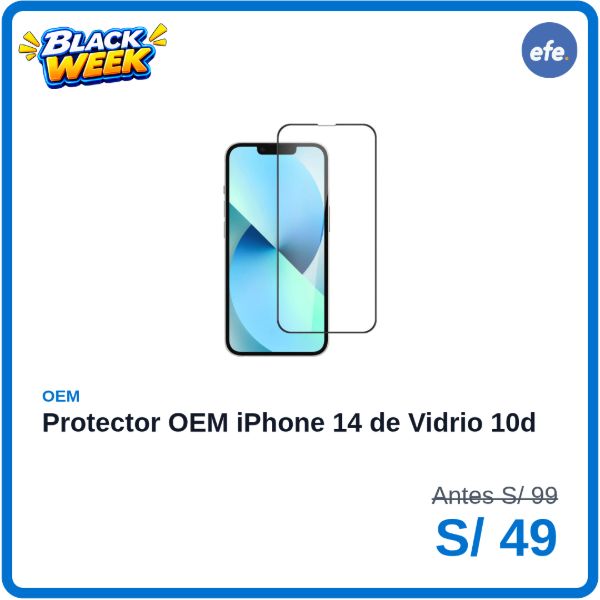 BLACK
WEEK
efe.
OEM
Protector OEM iPhone 14 de Vidrio 10d
Antes S/ 99
S/ 49